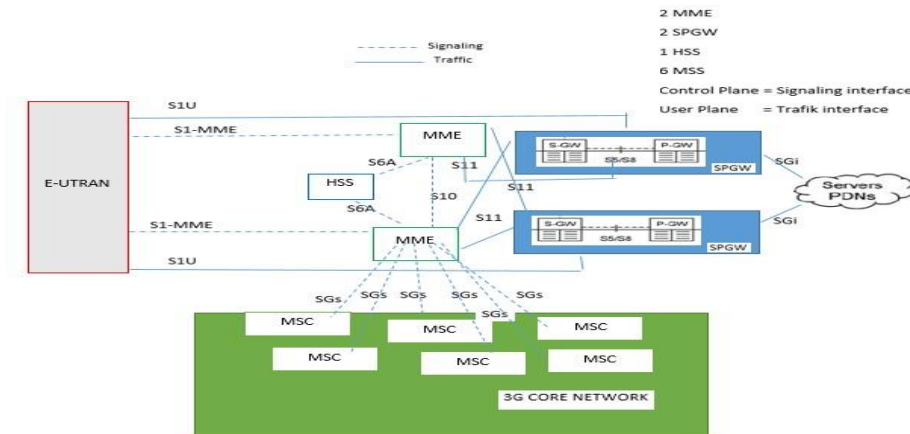 2 MME
2 SPGW
1 HSS
6 MSS
Control Plane = Signaling interface
User Plane = Trafik interface
Signaling
Traffic
S1U
S1-MME
MME
S-GW
P-GW
S5/S8
SPGW
SGi
E-UTRAN
S6A
S11
HSS
S10
S11
Servers
PDNs
S6A
S11
SGi
S1-MME
MME
S-GW
P-GW
S5/S8
SPGW
S1U
SGs
SGs
SGs
SGs
SGs
SGs
MSC
MSC
MSC
MSC
MSC
MSC
3G CORE NETWORK